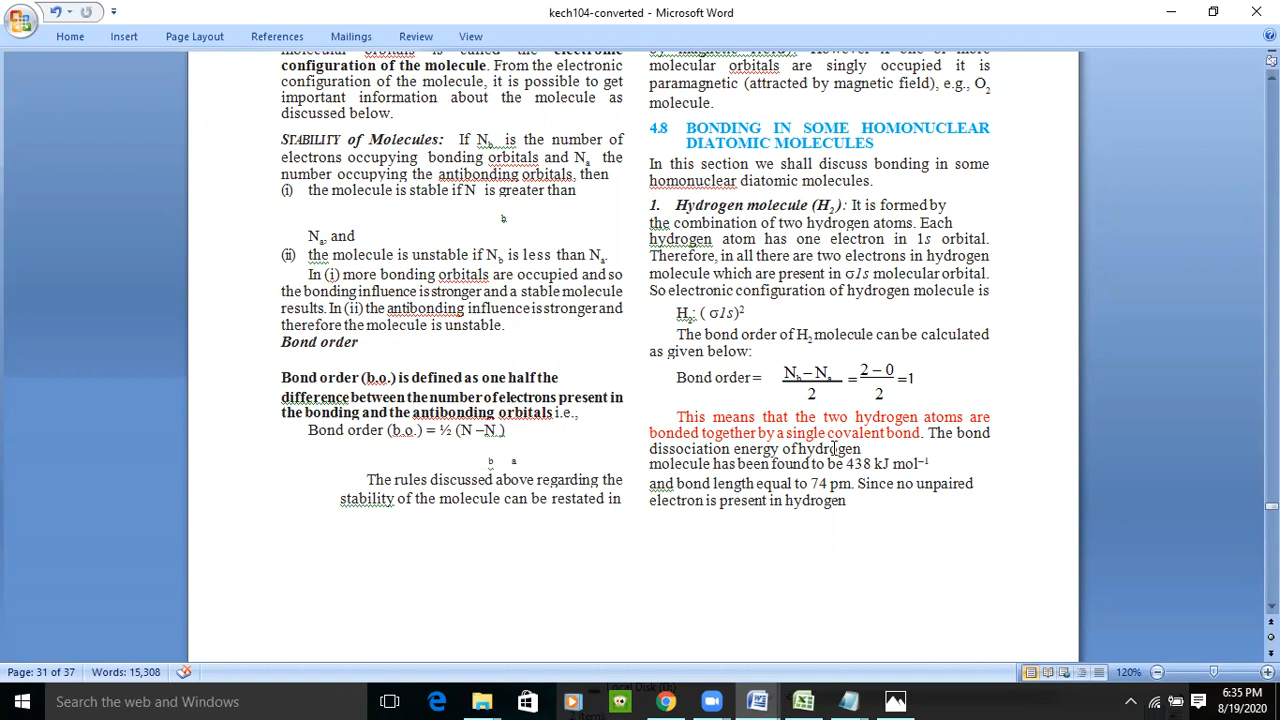 kech104-converted - Microsoft Word
Home Insert Page Layout References Mailings Review View
configuration of the molecule. From the electronic
configuration of the molecule, it is possible to get
important information about the molecule as
discussed below.
STABILITY of Molecules: If Nb is the number of
electrons occupying bonding orbitals and Na the
number occupying the antibonding orbitals, then
(i) the molecule is stable if N is greater than
b
Na, and
(ii) the molecule is unstable if Nb is less than Na.
In (i) more bonding orbitals are occupied and so
the bonding influence is stronger and a stable molecule
results. In (ii) the antibonding influence is stronger and
therefore the molecule is unstable.
Bond order
Bond order (b.o.) is defined as one half the
difference between the number of electrons present in
the bonding and the antibonding orbitals i.e.,
Bond order (b.o.) = ½ (N –N )
b a
The rules discussed above regarding the
stability of the molecule can be restated in
molecular orbitals are singly occupied it is
paramagnetic (attracted by magnetic field), e.g., O2
molecule.
4.8 BONDING IN SOME HOMONUCLEAR
DIATOMIC MOLECULES
In this section we shall discuss bonding in some
homonuclear diatomic molecules.
1. Hydrogen molecule (H2 ): It is formed by
the combination of two hydrogen atoms. Each
hydrogen atom has one electron in 1s orbital.
Therefore, in all there are two electrons in hydrogen
molecule which are present in σ1s molecular orbital.
So electronic configuration of hydrogen molecule is
H2: ( σ1s)²
The bond order of H2 molecule can be calculated
as given below:
Bond order = Nb – Na / 2 = 2 – 0 / 2 = 1
This means that the two hydrogen atoms are
bonded together by a single covalent bond. The bond
dissociation energy of hydrogen
molecule has been found to be 438 kJ mol⁻¹
and bond length equal to 74 pm. Since no unpaired
electron is present in hydrogen
Page: 31 of 37 Words: 15,308 120%
Search the web and Windows
6:35 PM
8/19/2020